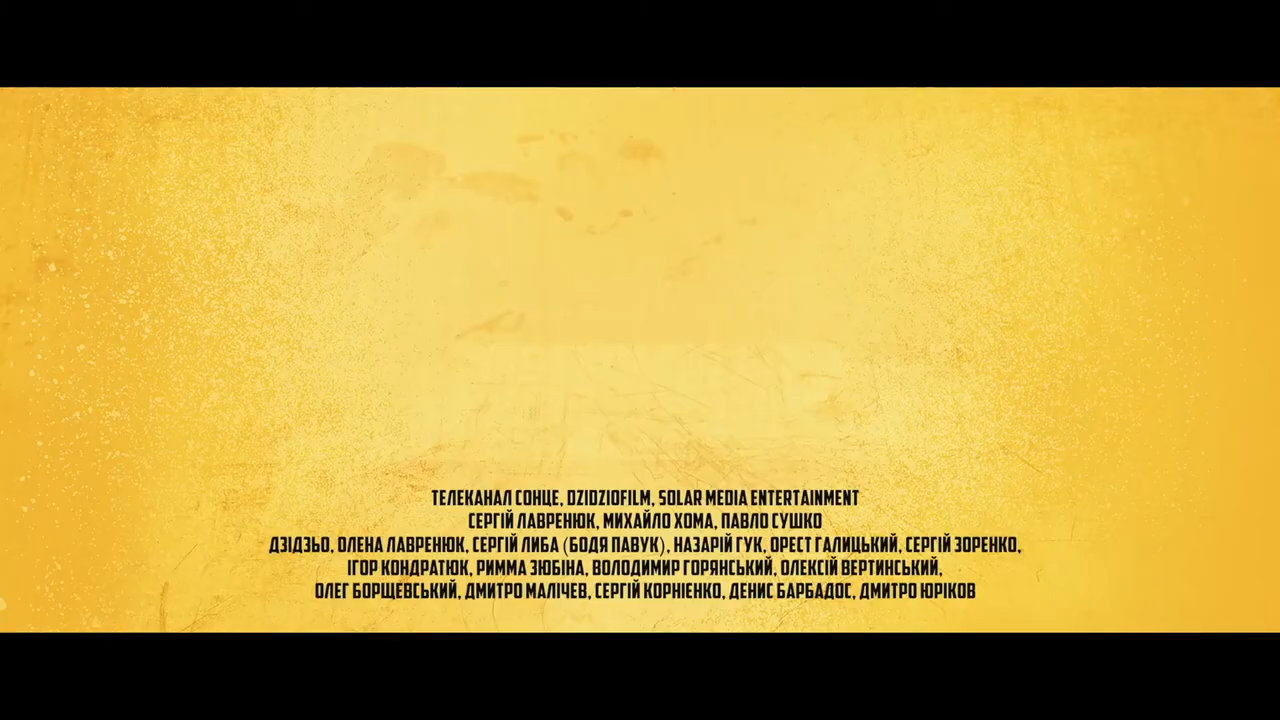 ТЕЛЕКАНАЛ СОНЦЕ, DZIDZIOFILM, SOLAR MEDIA ENTERTAINMENT
СЕРГІЙ ЛАВРЕНЮК, МИХАЙЛО ХОМА, ПАВЛО СУШКО
ДЗІДЗЬО, ОЛЕНА ЛАВРЕНЮК, СЕРГІЙ ЛИБА (БОДЯ ПАВУК), НАЗАРІЙ ГУК, ОРЕСТ ГАЛИЦЬКИЙ, СЕРГІЙ ЗОРЕНКО,
ІГОР КОНДРАТЮК, РИММА ЗЮБІНА, ВОЛОДИМИР ГОРЯНСЬКИЙ, ОЛЕКСІЙ ВЕРТИНСЬКИЙ,
ОЛЕГ БОРЩЕВСЬКИЙ, ДМИТРО МАЛІЧЕВ, СЕРГІЙ КОРНІЄНКО, ДЕНИС БАРБАДОС, ДМИТРО ЮРІКОВ